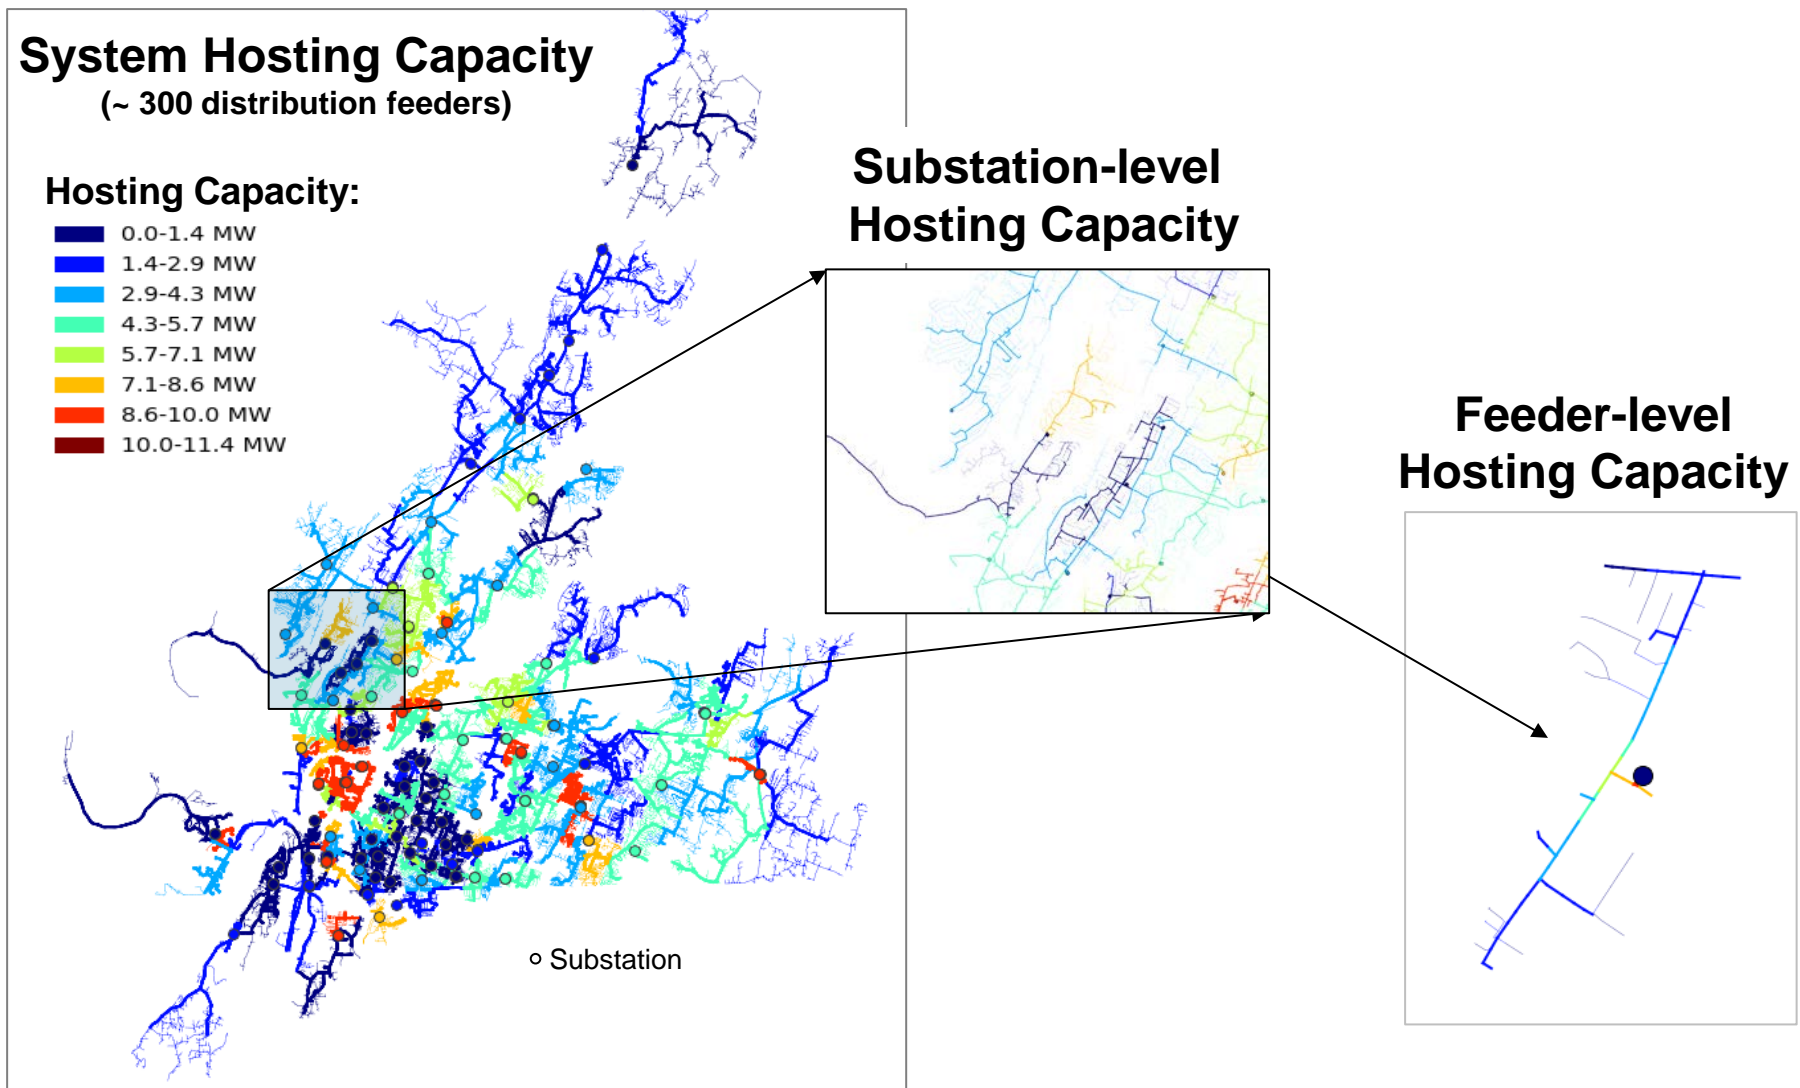 System Hosting Capacity
(~ 300 distribution feeders)
Hosting Capacity:
0.0-1.4 MW
1.4-2.9 MW
2.9-4.3 MW
4.3-5.7 MW
5.7-7.1 MW
7.1-8.6 MW
8.6-10.0 MW
10.0-11.4 MW
Substation
Substation-level
Hosting Capacity
Feeder-level
Hosting Capacity